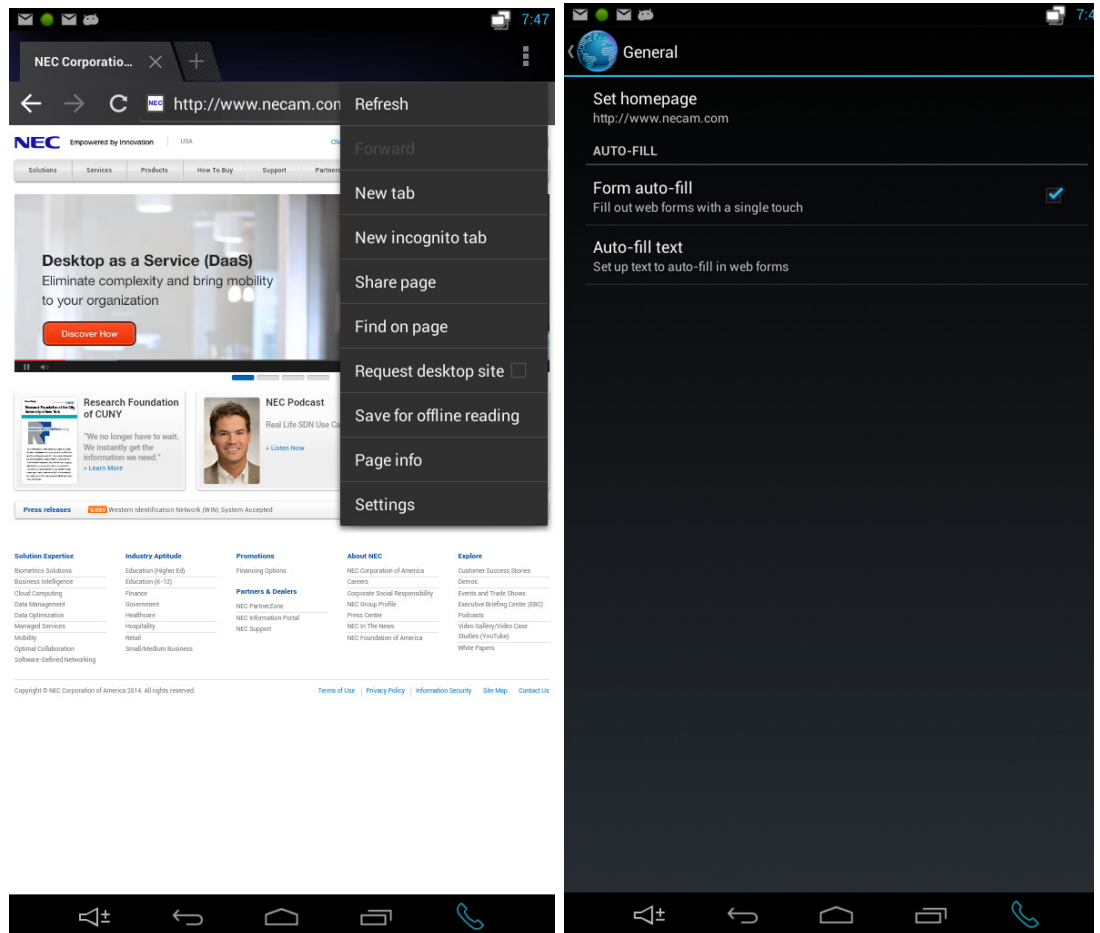 7:47
NEC Corporatio...
NEC http://www.necam.con
Refresh
Forward
New tab
New incognito tab
Share page
Find on page
Request desktop site
Save for offline reading
Page info
Settings
NEC Empowered by Innovation USA
Solutions Services Products How To Buy Support Partners
Desktop as a Service (DaaS)
Eliminate complexity and bring mobility
to your organization
Discover How
Research Foundation
of CUNY
"We no longer have to wait.
We instantly get the
information we need."
» Learn More
NEC Podcast
Real Life SDN Use Ca
» Listen Now
Press releases Western Identification Network (WIN) System Accepted
Solution Expertise
Biometrics Solutions
Business Intelligence
Cloud Computing
Data Management
Data Optimization
Managed Services
Mobility
Optimal Collaboration
Software-Defined Networking
Industry Aptitude
Education (Higher Ed)
Education (K-12)
Finance
Government
Healthcare
Hospitality
Retail
Small/Medium Business
Promotions
Financing Options
Partners & Dealers
NEC PartnerZone
NEC Information Portal
NEC Support
About NEC
NEC Corporation of America
Careers
Corporate Social Responsibility
NEC Group Profile
Press Center
NEC In The News
NEC Foundation of America
Explore
Customer Success Stories
Demos
Events and Trade Shows
Executive Briefing Center (EBC)
Podcasts
Video Gallery/Video Case
Studies (YouTube)
White Papers
Copyright © NEC Corporation of America 2014. All rights reserved.
Terms of Use | Privacy Policy | Information Security Site Map Contact Us
7:4
General
Set homepage
http://www.necam.com
AUTO-FILL
Form auto-fill
Fill out web forms with a single touch
Auto-fill text
Set up text to auto-fill in web forms